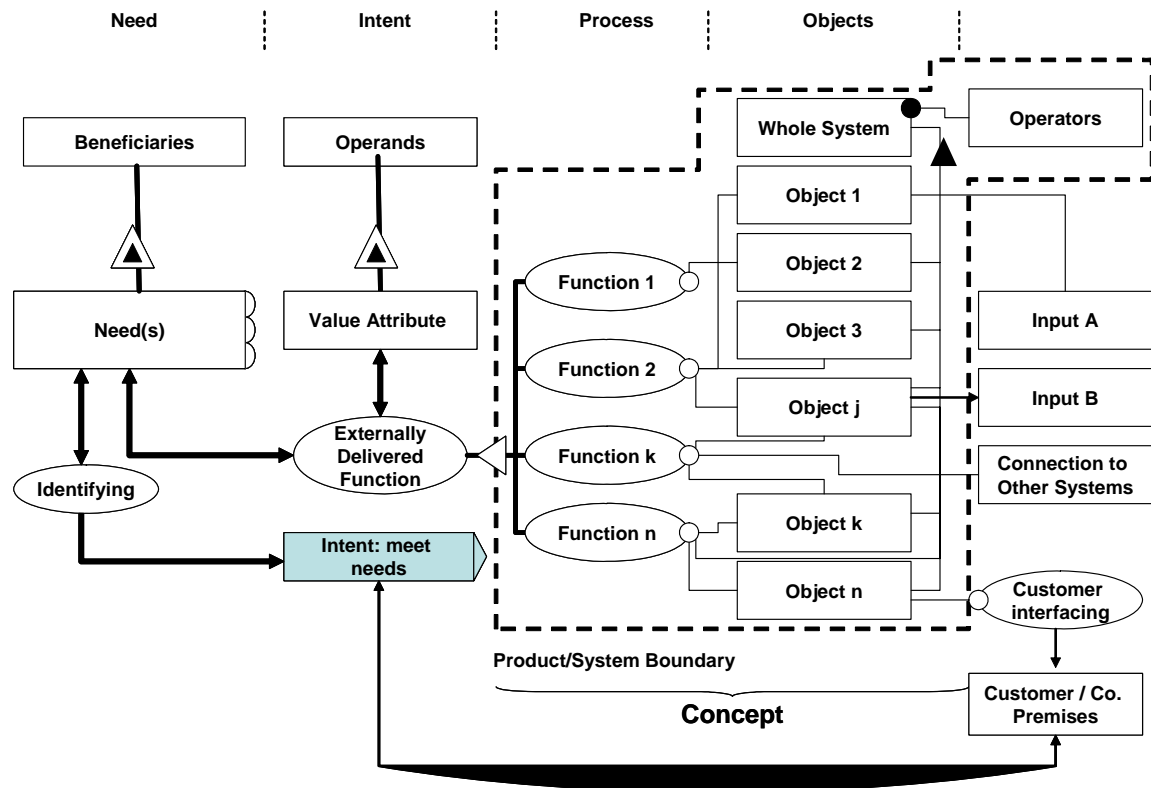 Need
Intent
Process
Objects
Beneficiaries
Operands
Whole System
Operators
Object 1
Function 1
Object 2
Need(s)
Value Attribute
Object 3
Input A
Function 2
Object j
Input B
Externally
Delivered
Function
Function k
Connection to
Other Systems
Identifying
Function n
Object k
Intent: meet
needs
Object n
Customer
interfacing
Product/System Boundary
Concept
Customer / Co.
Premises